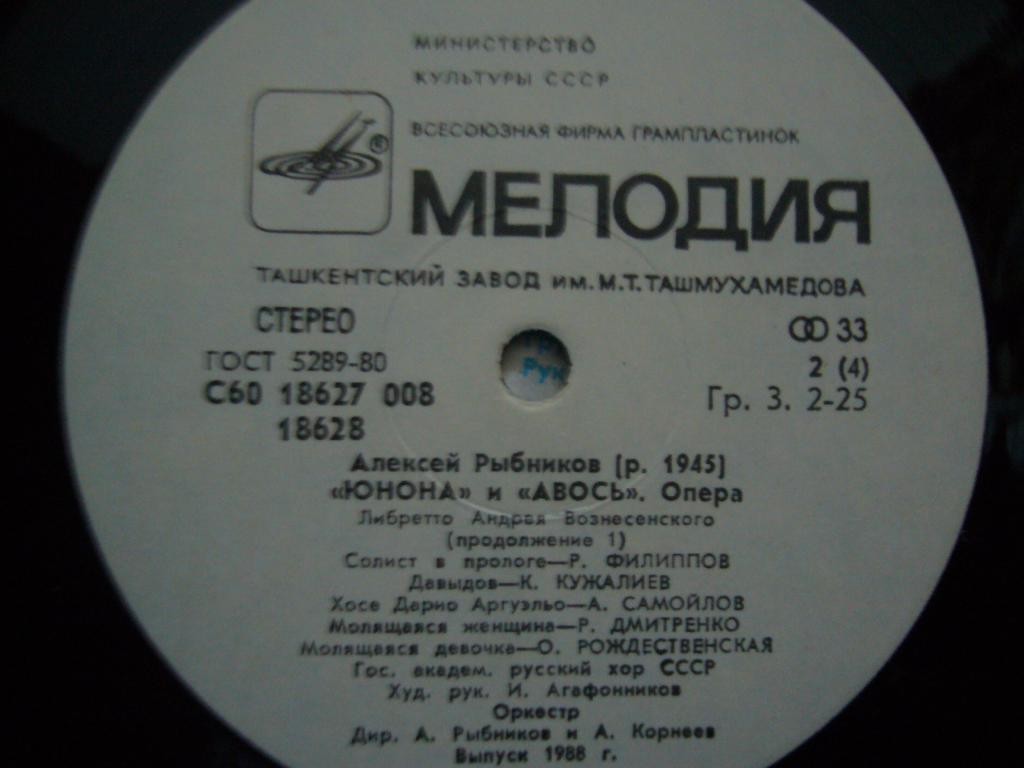 МИНИСТЕРСТВО
КУЛЬТУРЫ СССР
ВСЕСОЮЗНАЯ ФИРМА ГРАМПЛАСТИНОК
®
МЕЛОДИЯ
ТАШКЕНТСКИЙ ЗАВОД им. М.Т.ТАШМУХАМЕДОВА
СТЕРЕО 33
ГОСТ 5289-80 2 (4)
С60 18627 008 Гр. 3. 2-25
18628
Алексей Рыбников (р. 1945)
«ЮНОНА» и «АВОСЬ». Опера
Либретто Андрея Вознесенского
(продолжение 1)
Солист в прологе—Р. ФИЛИППОВ
Давыдов—К. КУЖАЛИЕВ
Хосе Дарио Аргуэльо—А. САМОЙЛОВ
Молящаяся женщина—Р. ДМИТРЕНКО
Молящаяся девочка—О. РОЖДЕСТВЕНСКАЯ
Гос. академ. русский хор СССР
Худ. рук. И. Агафонников
Оркестр
Дир. А. Рыбников и А. Корнеев
Выпуск 1988 г.